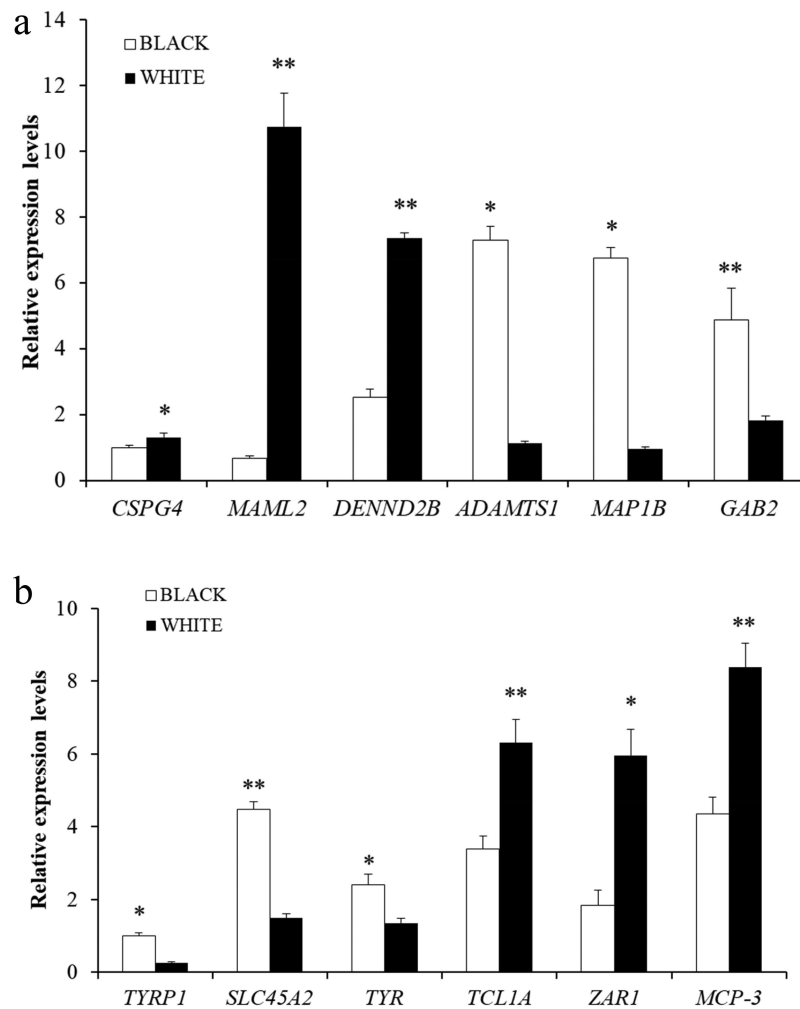 a
14
12
10
8
6
4
2
0
Relative expression levels
BLACK
WHITE
*
**
**
*
*
**
CSPG4 MAML2 DENND2B ADAMTS1 MAP1B GAB2
b
10
8
6
4
2
0
Relative expression levels
BLACK
WHITE
*
**
*
**
*
**
TYRP1 SLC45A2 TYR TCL1A ZAR1 MCP-3